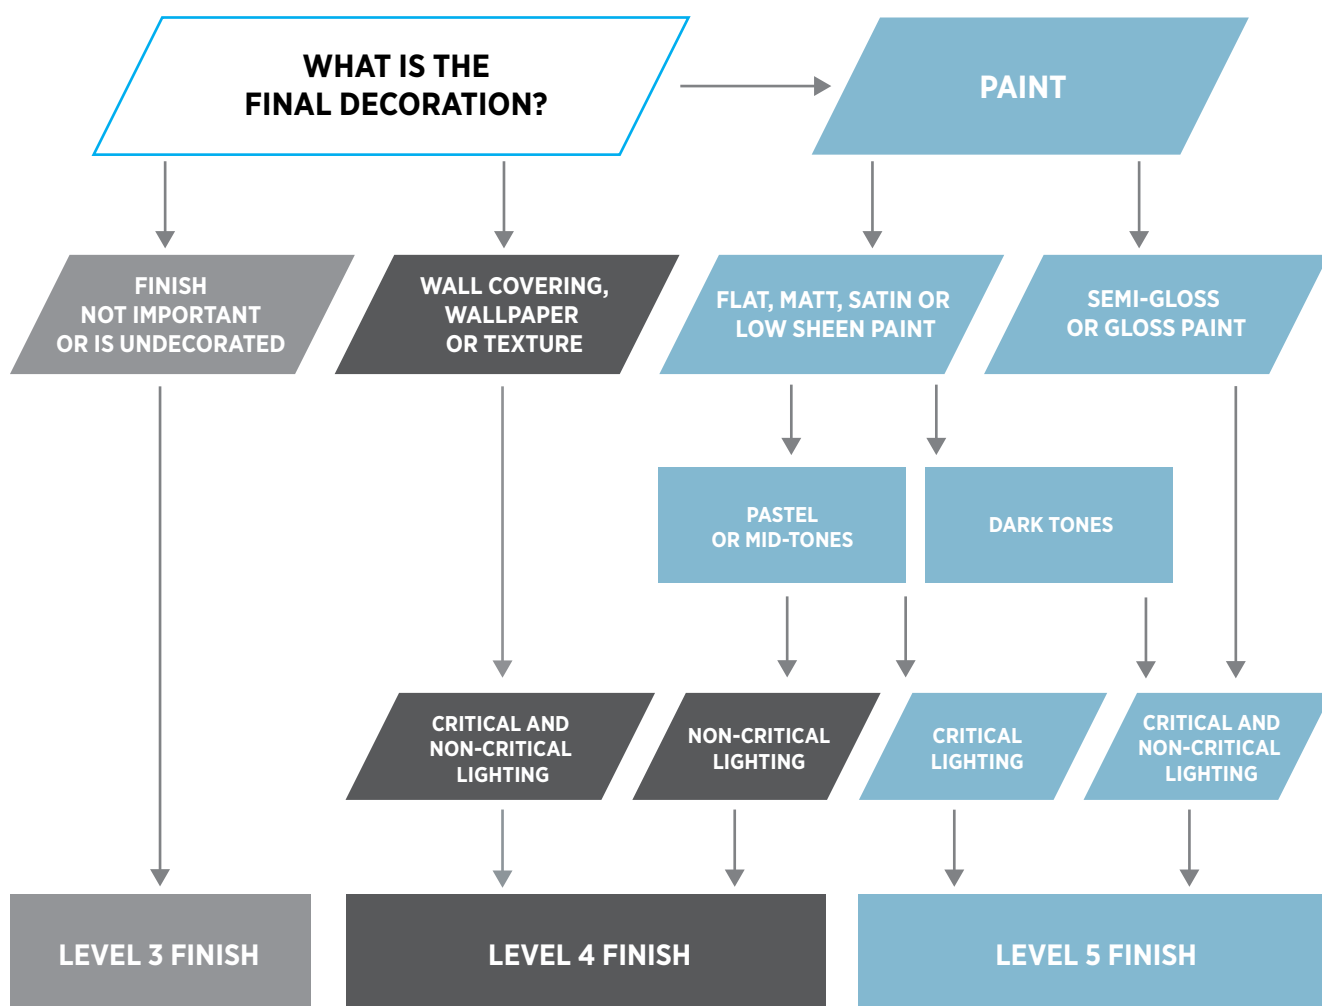 WHAT IS THE
FINAL DECORATION?
PAINT
FINISH
NOT IMPORTANT
OR IS UNDECORATED
WALL COVERING,
WALLPAPER
OR TEXTURE
FLAT, MATT, SATIN OR
LOW SHEEN PAINT
SEMI-GLOSS
OR GLOSS PAINT
PASTEL
OR MID-TONES
DARK TONES
CRITICAL AND
NON-CRITICAL
LIGHTING
NON-CRITICAL
LIGHTING
CRITICAL
LIGHTING
CRITICAL AND
NON-CRITICAL
LIGHTING
LEVEL 3 FINISH
LEVEL 4 FINISH
LEVEL 5 FINISH